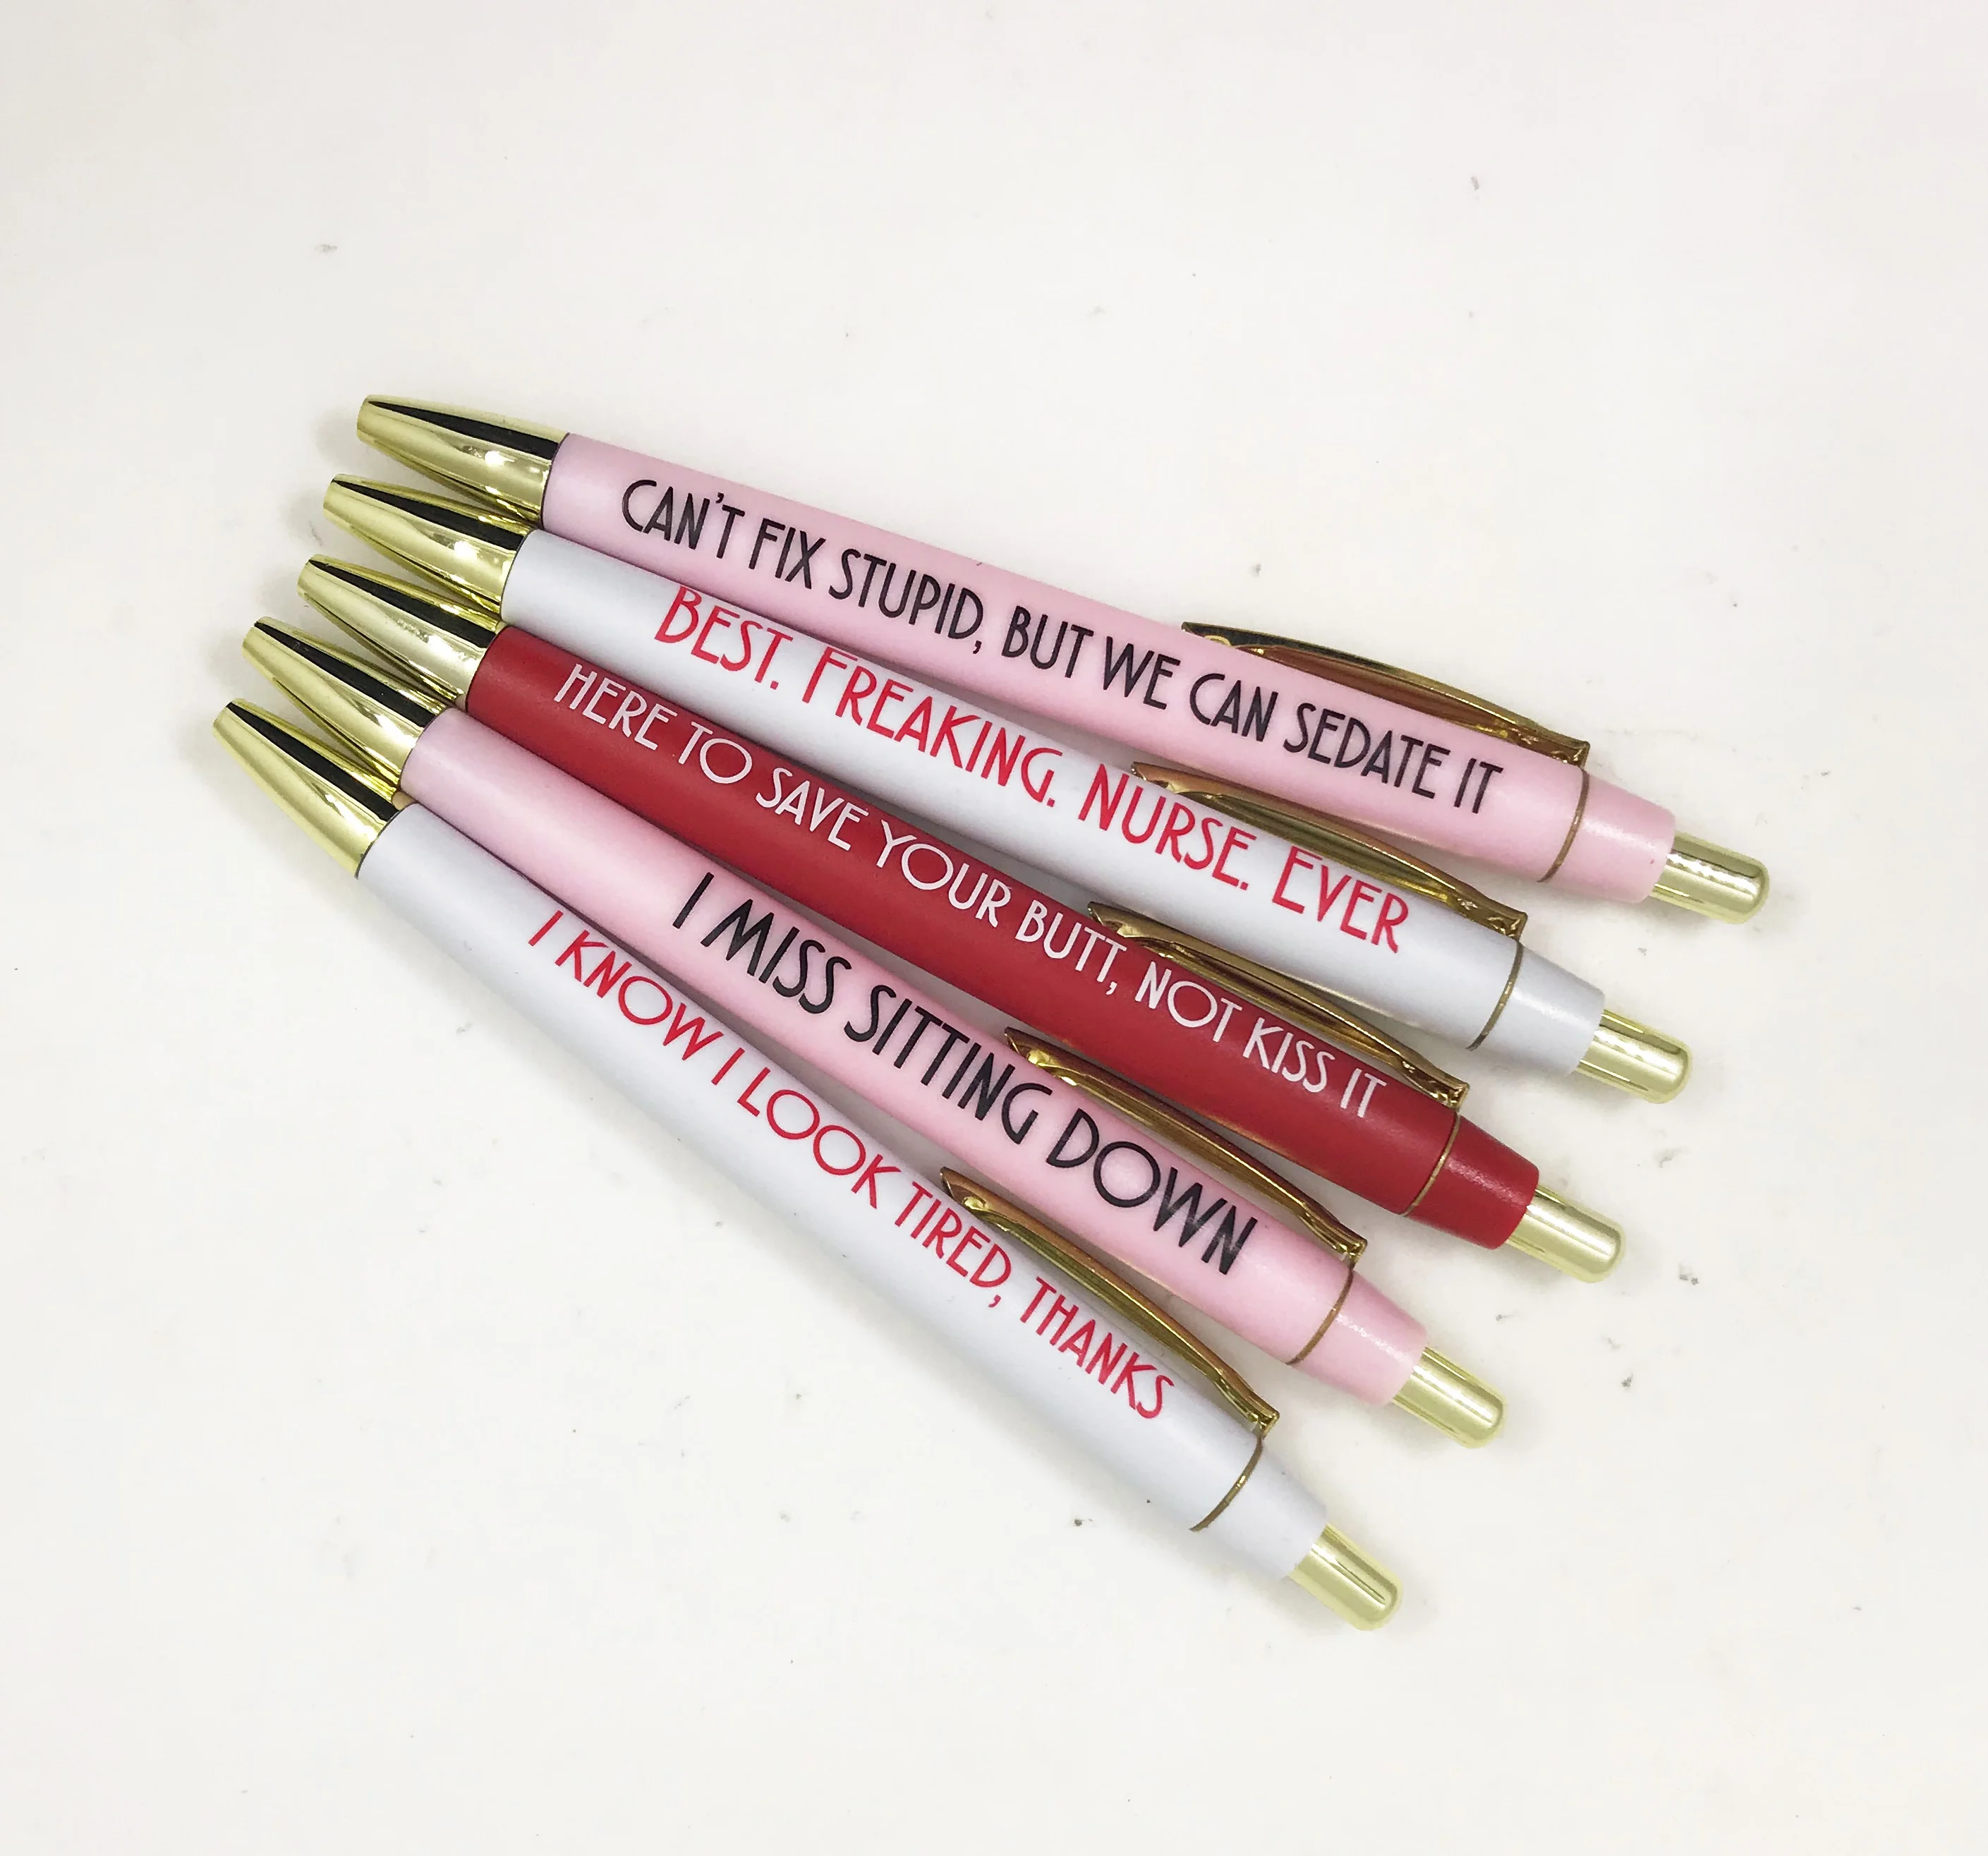 CAN'T FIX STUPID, BUT WE CAN SEDATE IT
BEST. FREAKING. NURSE. EVER
HERE TO SAVE YOUR BUTT, NOT KISS IT
I MISS SITTING DOWN
I KNOW I LOOK TIRED, THANKS